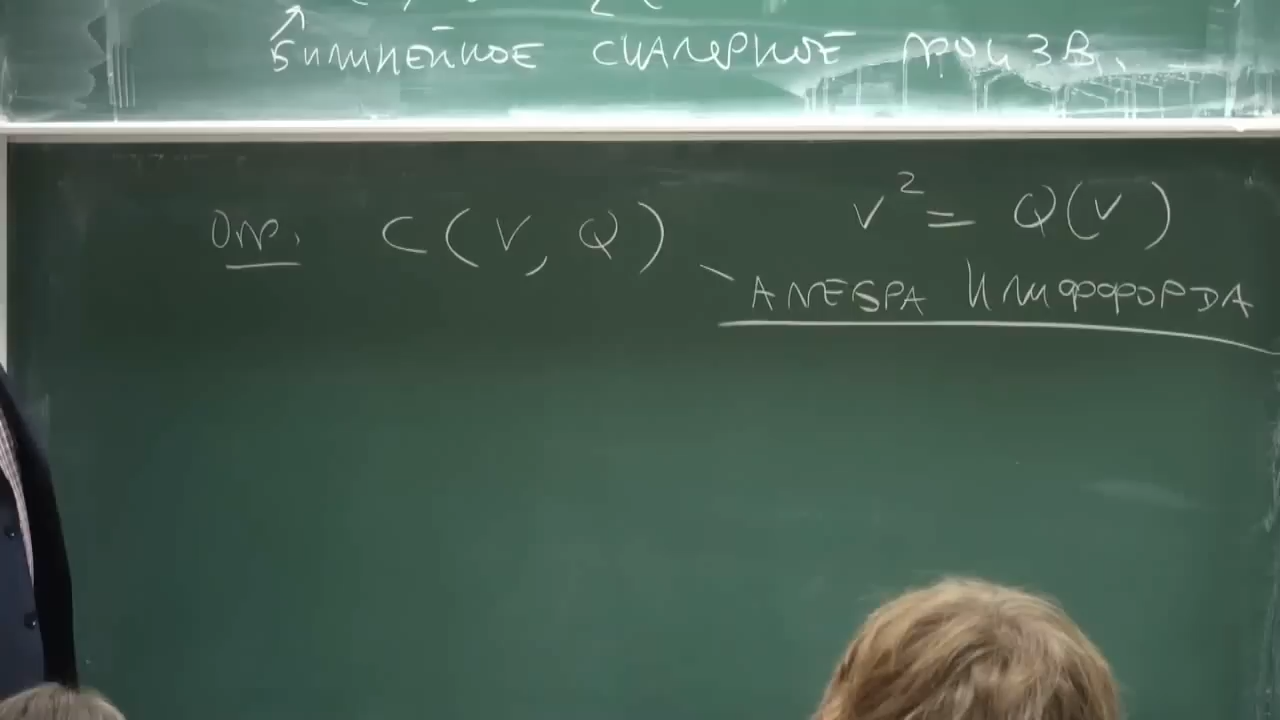 билинейное скалярное произв.
Опр. C(V, Q) v² = Q(v)
- АЛГЕБРА КЛИФФОРДА